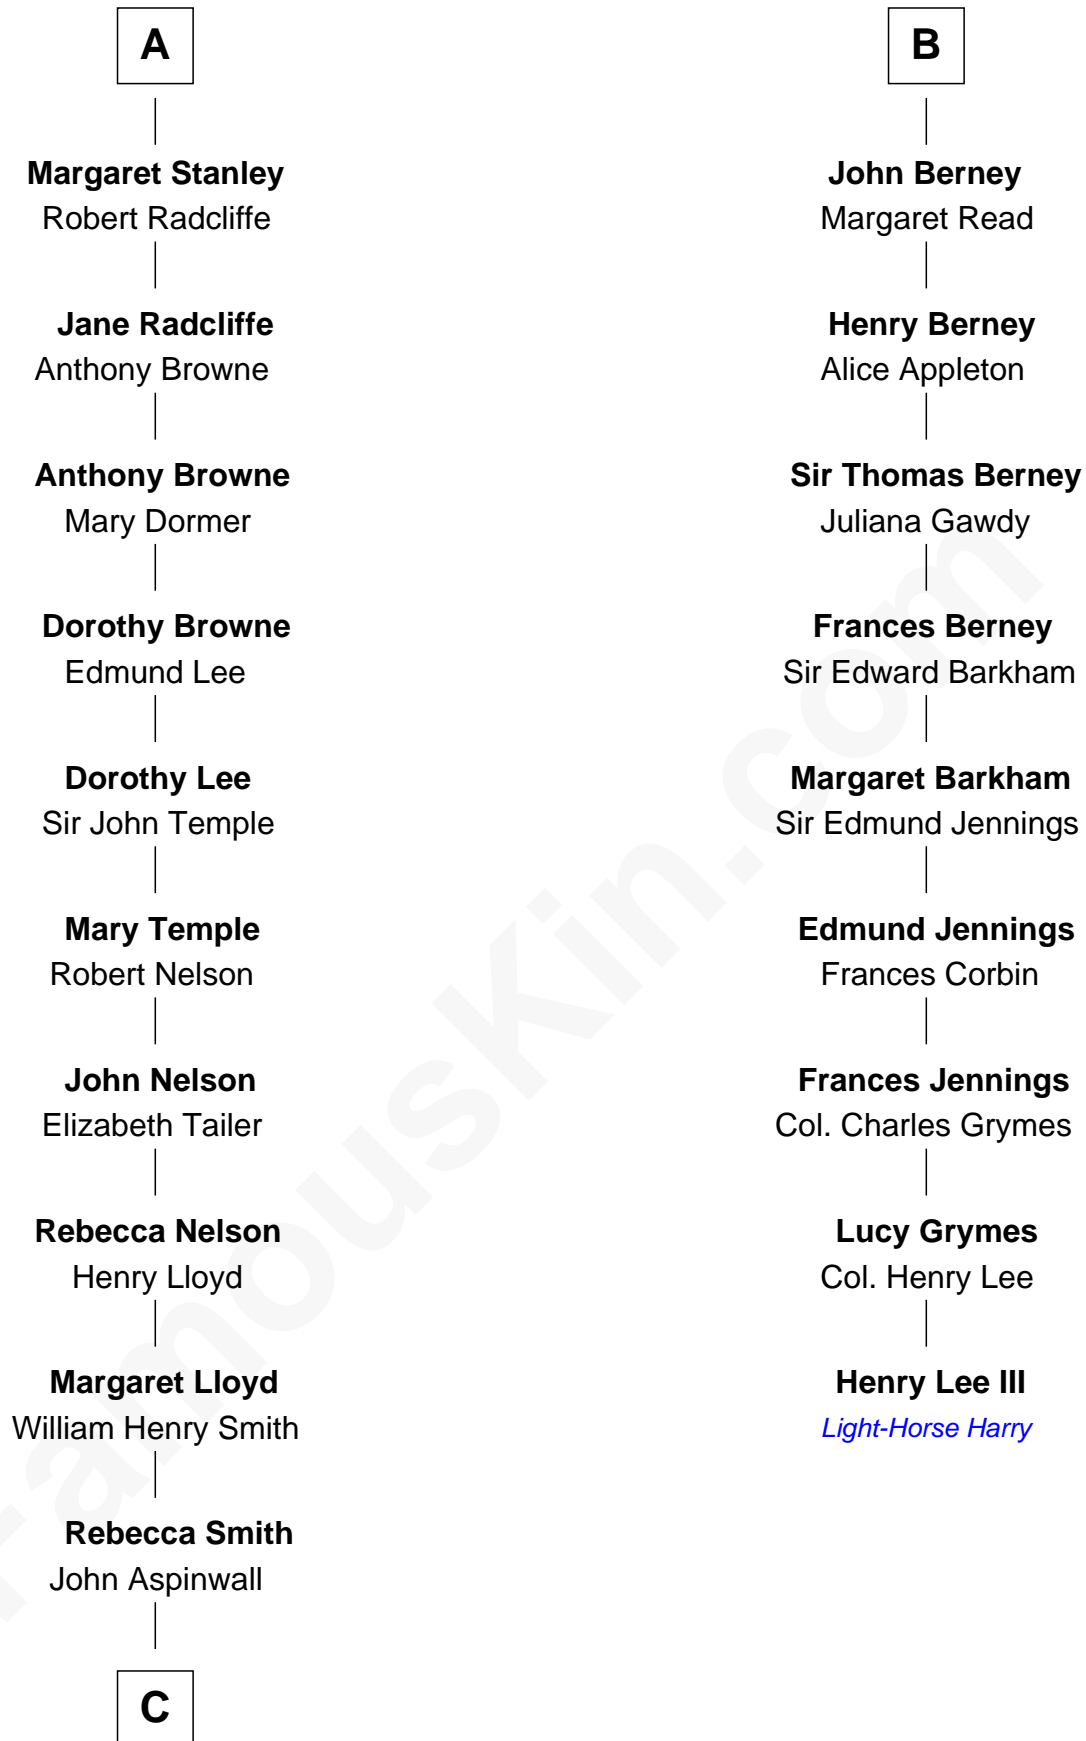 A
Margaret Stanley
Robert Radcliffe
Jane Radcliffe
Anthony Browne
Anthony Browne
Mary Dormer
Dorothy Browne
Edmund Lee
Dorothy Lee
Sir John Temple
Mary Temple
Robert Nelson
John Nelson
Elizabeth Tailer
Rebecca Nelson
Henry Lloyd
Margaret Lloyd
William Henry Smith
Rebecca Smith
John Aspinwall
C
B
John Berney
Margaret Read
Henry Berney
Alice Appleton
Sir Thomas Berney
Juliana Gawdy
Frances Berney
Sir Edward Barkham
Margaret Barkham
Sir Edmund Jennings
Edmund Jennings
Frances Corbin
Frances Jennings
Col. Charles Grymes
Lucy Grymes
Col. Henry Lee
Henry Lee III
Light-Horse Harry
FamousKin.com